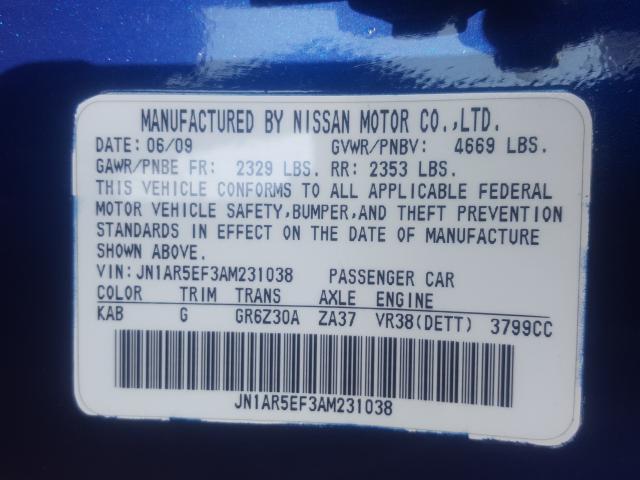 MANUFACTURED BY NISSAN MOTOR CO.,LTD.
DATE: 06/09 GVWR/PNBV: 4669 LBS.
GAWR/PNBE FR: 2329 LBS. RR: 2353 LBS.
THIS VEHICLE CONFORMS TO ALL APPLICABLE FEDERAL
MOTOR VEHICLE SAFETY,BUMPER,AND THEFT PREVENTION
STANDARDS IN EFFECT ON THE DATE OF MANUFACTURE
SHOWN ABOVE.
VIN:JN1AR5EF3AM231038 PASSENGER CAR
COLOR TRIM TRANS AXLE ENGINE
KAB G GR6Z30A ZA37 VR38(DETT) 3799CC
JN1AR5EF3AM231038